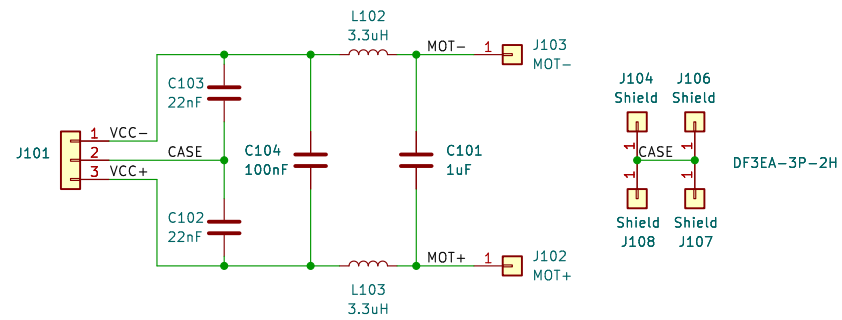 L102
3.3uH
MOT-
1
J103
MOT-
C103
22nF
J104
Shield
J106
Shield
J101
1
VCC-
2
CASE
3
VCC+
C104
100nF
C101
1uF
1
1
CASE
1
1
DF3EA-3P-2H
C102
22nF
Shield
J108
Shield
J107
MOT+
1
J102
MOT+
L103
3.3uH